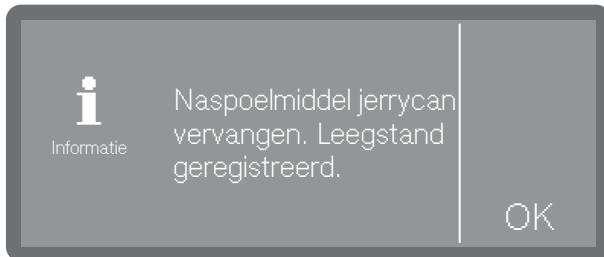 Informatie
Naspoelmiddel jerrycan
vervangen. Leegstand
geregistreerd.
OK